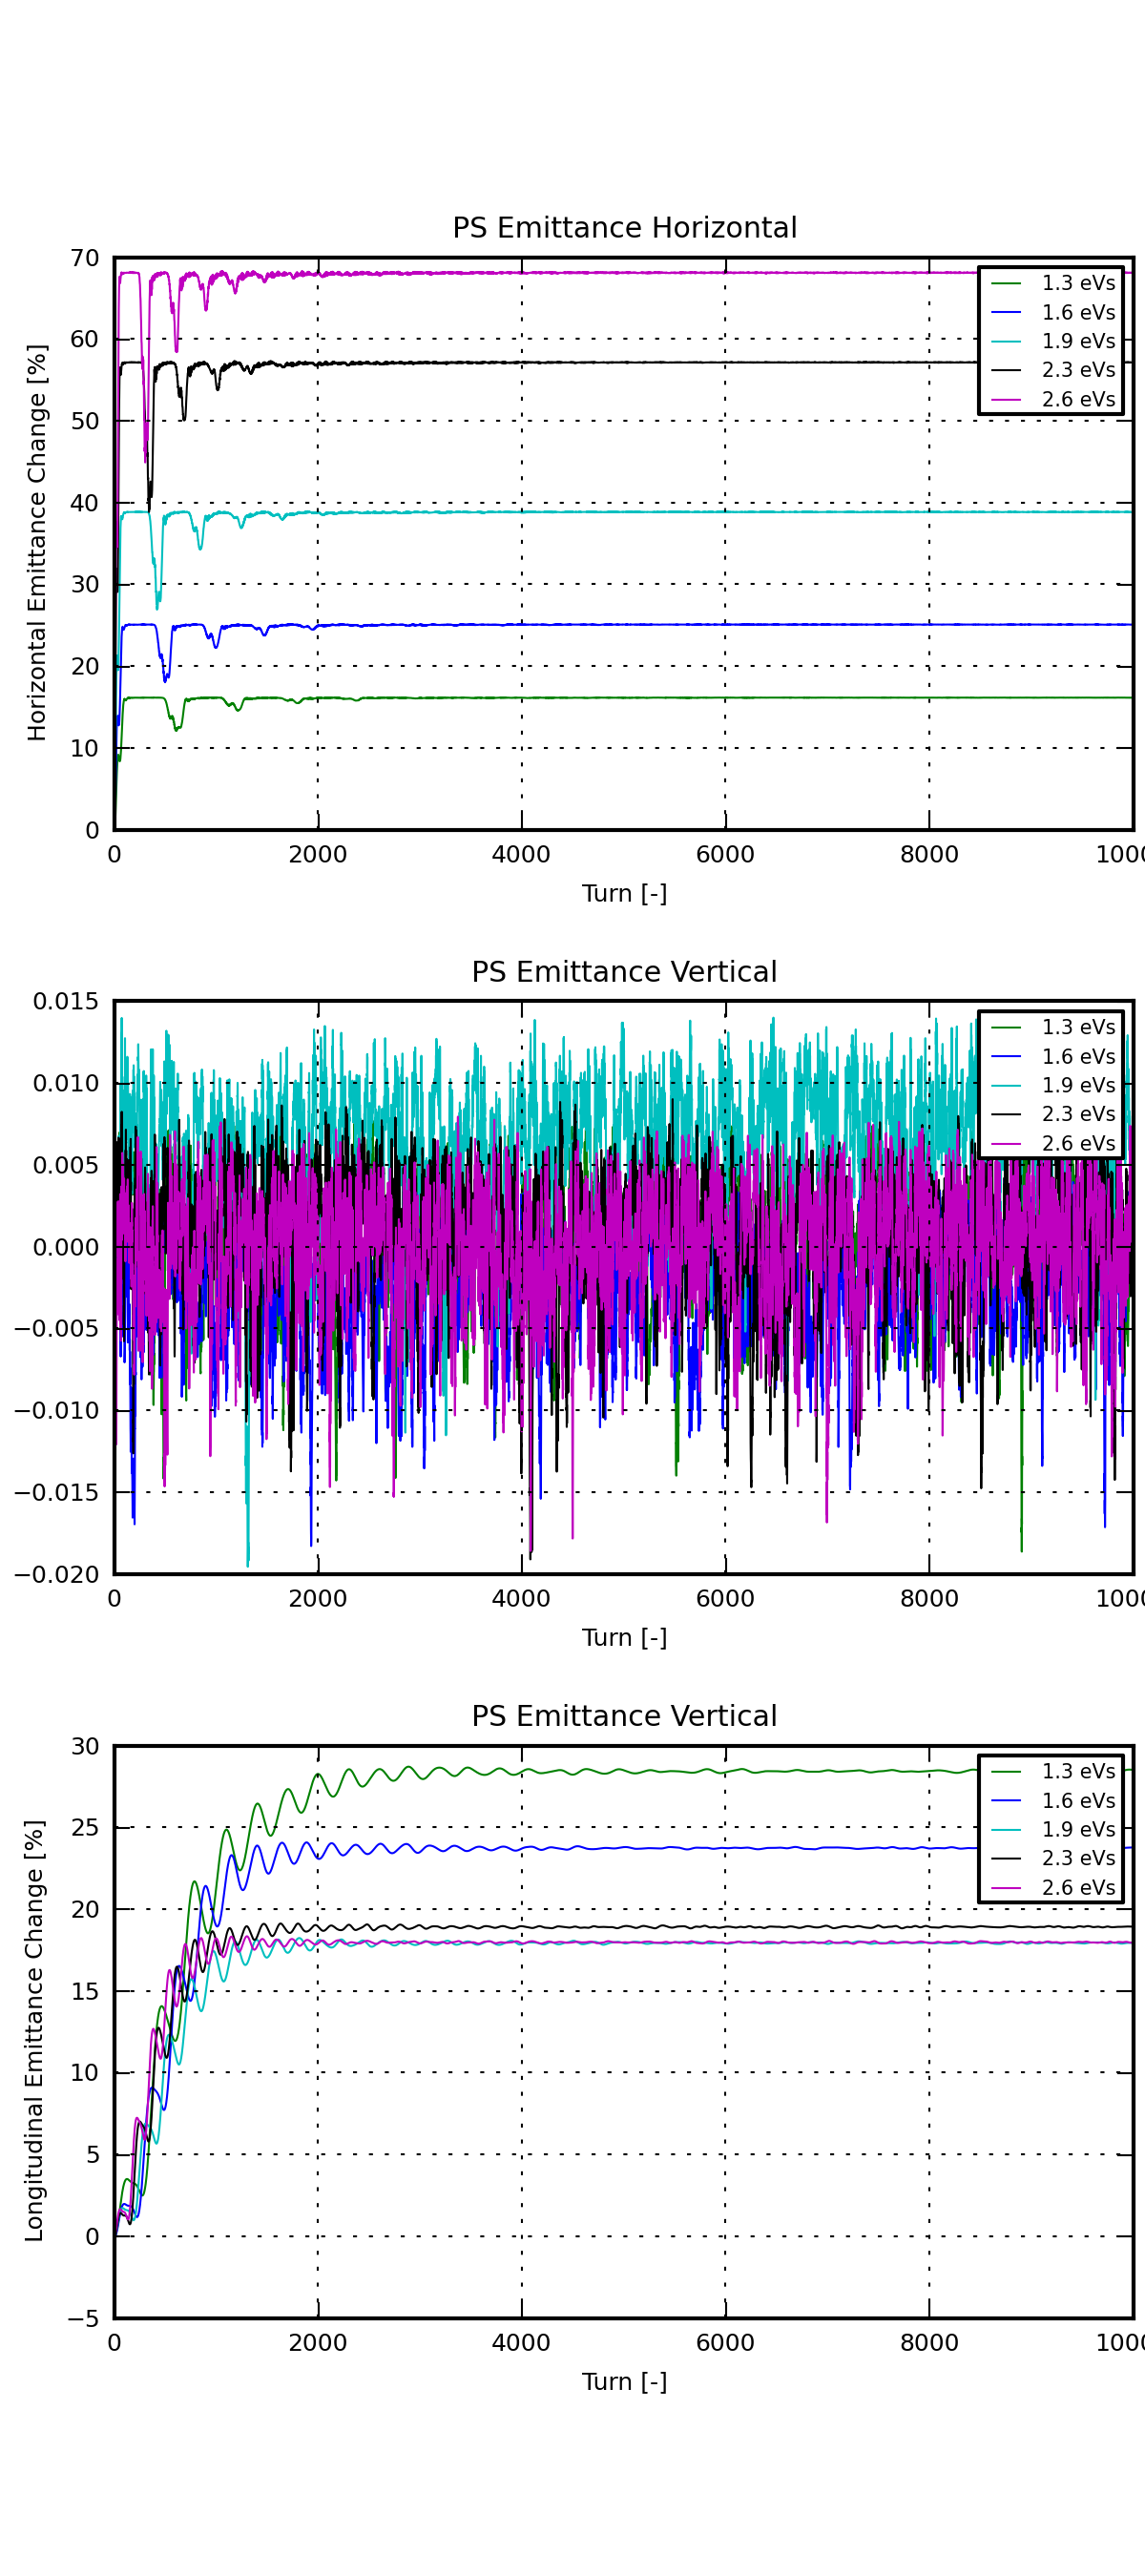 PS Emittance Horizontal
Horizontal Emittance Change [%]
70
60
50
40
30
20
10
0
1.3 eVs
1.6 eVs
1.9 eVs
2.3 eVs
2.6 eVs
0 2000 4000 6000 8000 1000
Turn [-]
PS Emittance Vertical
0.015
0.010
0.005
0.000
−0.005
−0.010
−0.015
−0.020
1.3 eVs
1.6 eVs
1.9 eVs
2.3 eVs
2.6 eVs
0 2000 4000 6000 8000 1000
Turn [-]
PS Emittance Vertical
Longitudinal Emittance Change [%]
30
25
20
15
10
5
0
−5
1.3 eVs
1.6 eVs
1.9 eVs
2.3 eVs
2.6 eVs
0 2000 4000 6000 8000 1000
Turn [-]